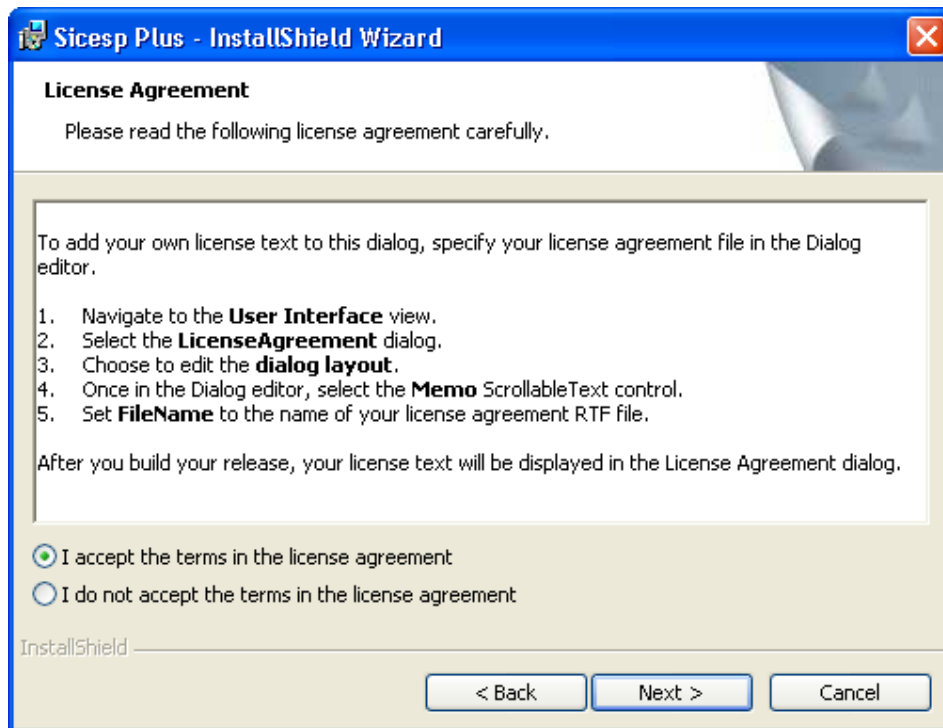 Sicesp Plus - InstallShield Wizard
License Agreement
Please read the following license agreement carefully.
To add your own license text to this dialog, specify your license agreement file in the Dialog
editor.
1. Navigate to the User Interface view.
2. Select the LicenseAgreement dialog.
3. Choose to edit the dialog layout.
4. Once in the Dialog editor, select the Memo ScrollableText control.
5. Set FileName to the name of your license agreement RTF file.
After you build your release, your license text will be displayed in the License Agreement dialog.
I accept the terms in the license agreement
I do not accept the terms in the license agreement
InstallShield
< Back Next > Cancel